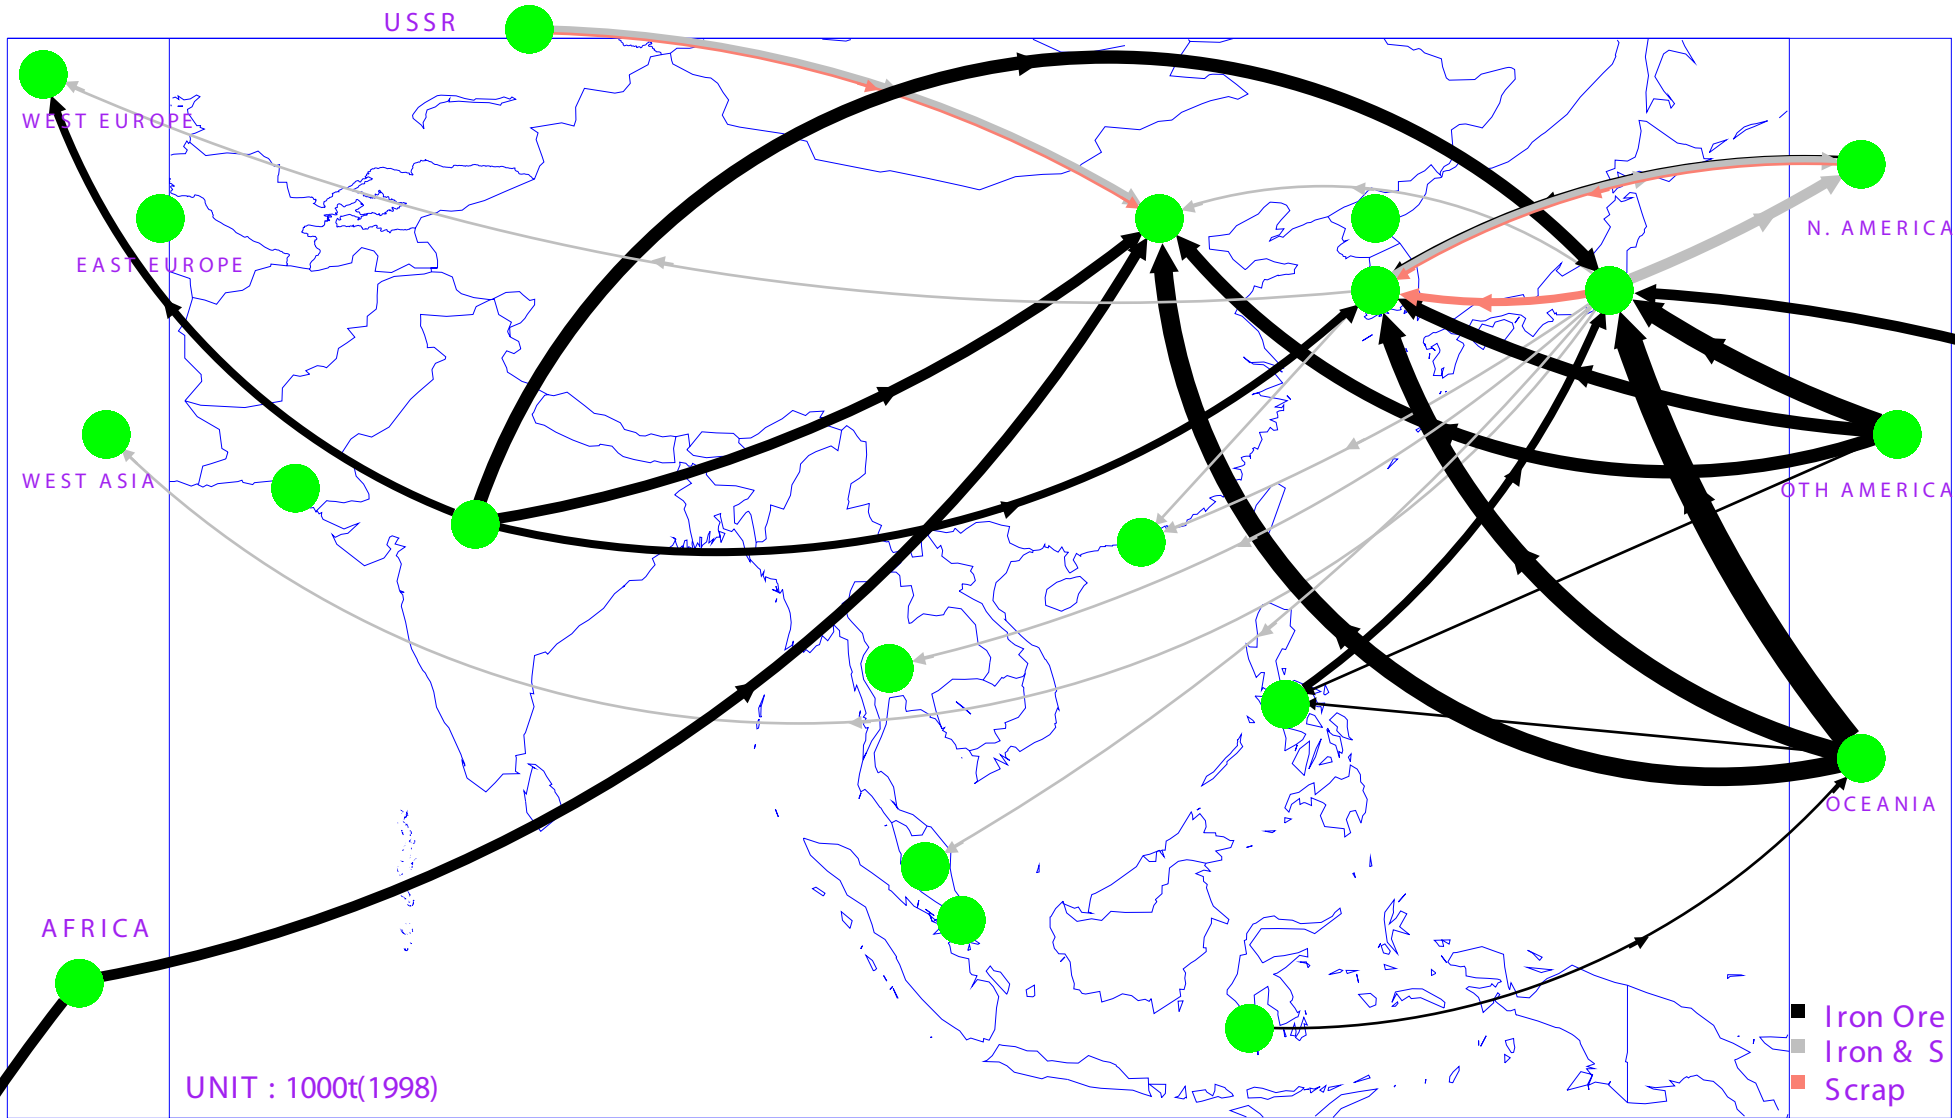 USSR
WEST EUROPE
N. AMERICA
EAST EUROPE
WEST ASIA
OTH AMERICA
OCEANIA
AFRICA
Iron Ore
Iron & S
Scrap
UNIT : 1000t(1998)